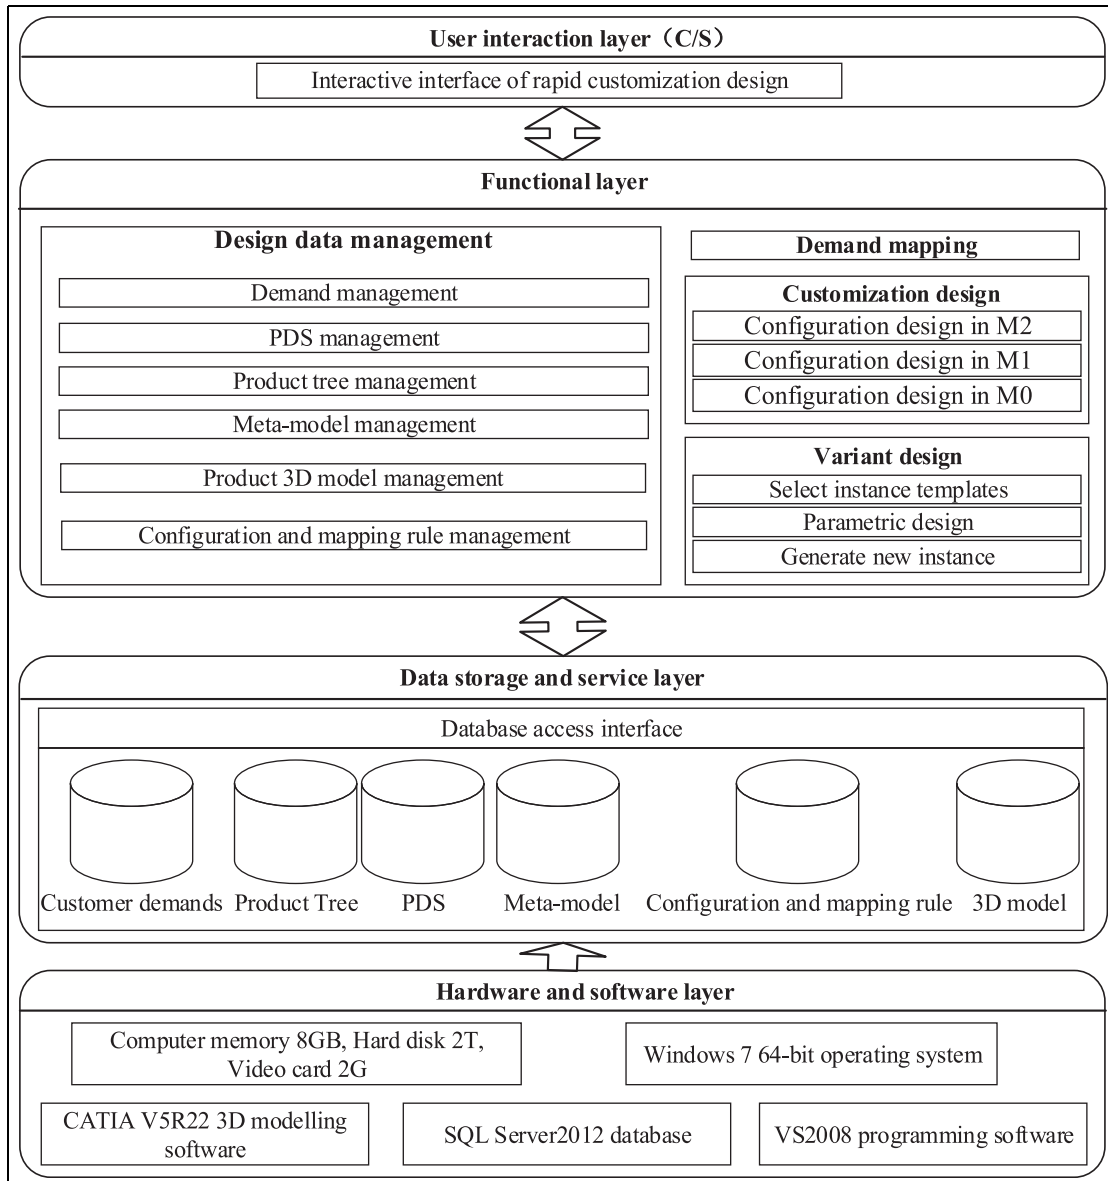 User interaction layer（C/S）
Interactive interface of rapid customization design
Functional layer
Design data management
Demand management
PDS management
Product tree management
Meta-model management
Product 3D model management
Configuration and mapping rule management
Demand mapping
Customization design
Configuration design in M2
Configuration design in M1
Configuration design in M0
Variant design
Select instance templates
Parametric design
Generate new instance
Data storage and service layer
Database access interface
Customer demands
Product Tree
PDS
Meta-model
Configuration and mapping rule
3D model
Hardware and software layer
Computer memory 8GB, Hard disk 2T,
Video card 2G
Windows 7 64-bit operating system
CATIA V5R22 3D modelling
software
SQL Server2012 database
VS2008 programming software